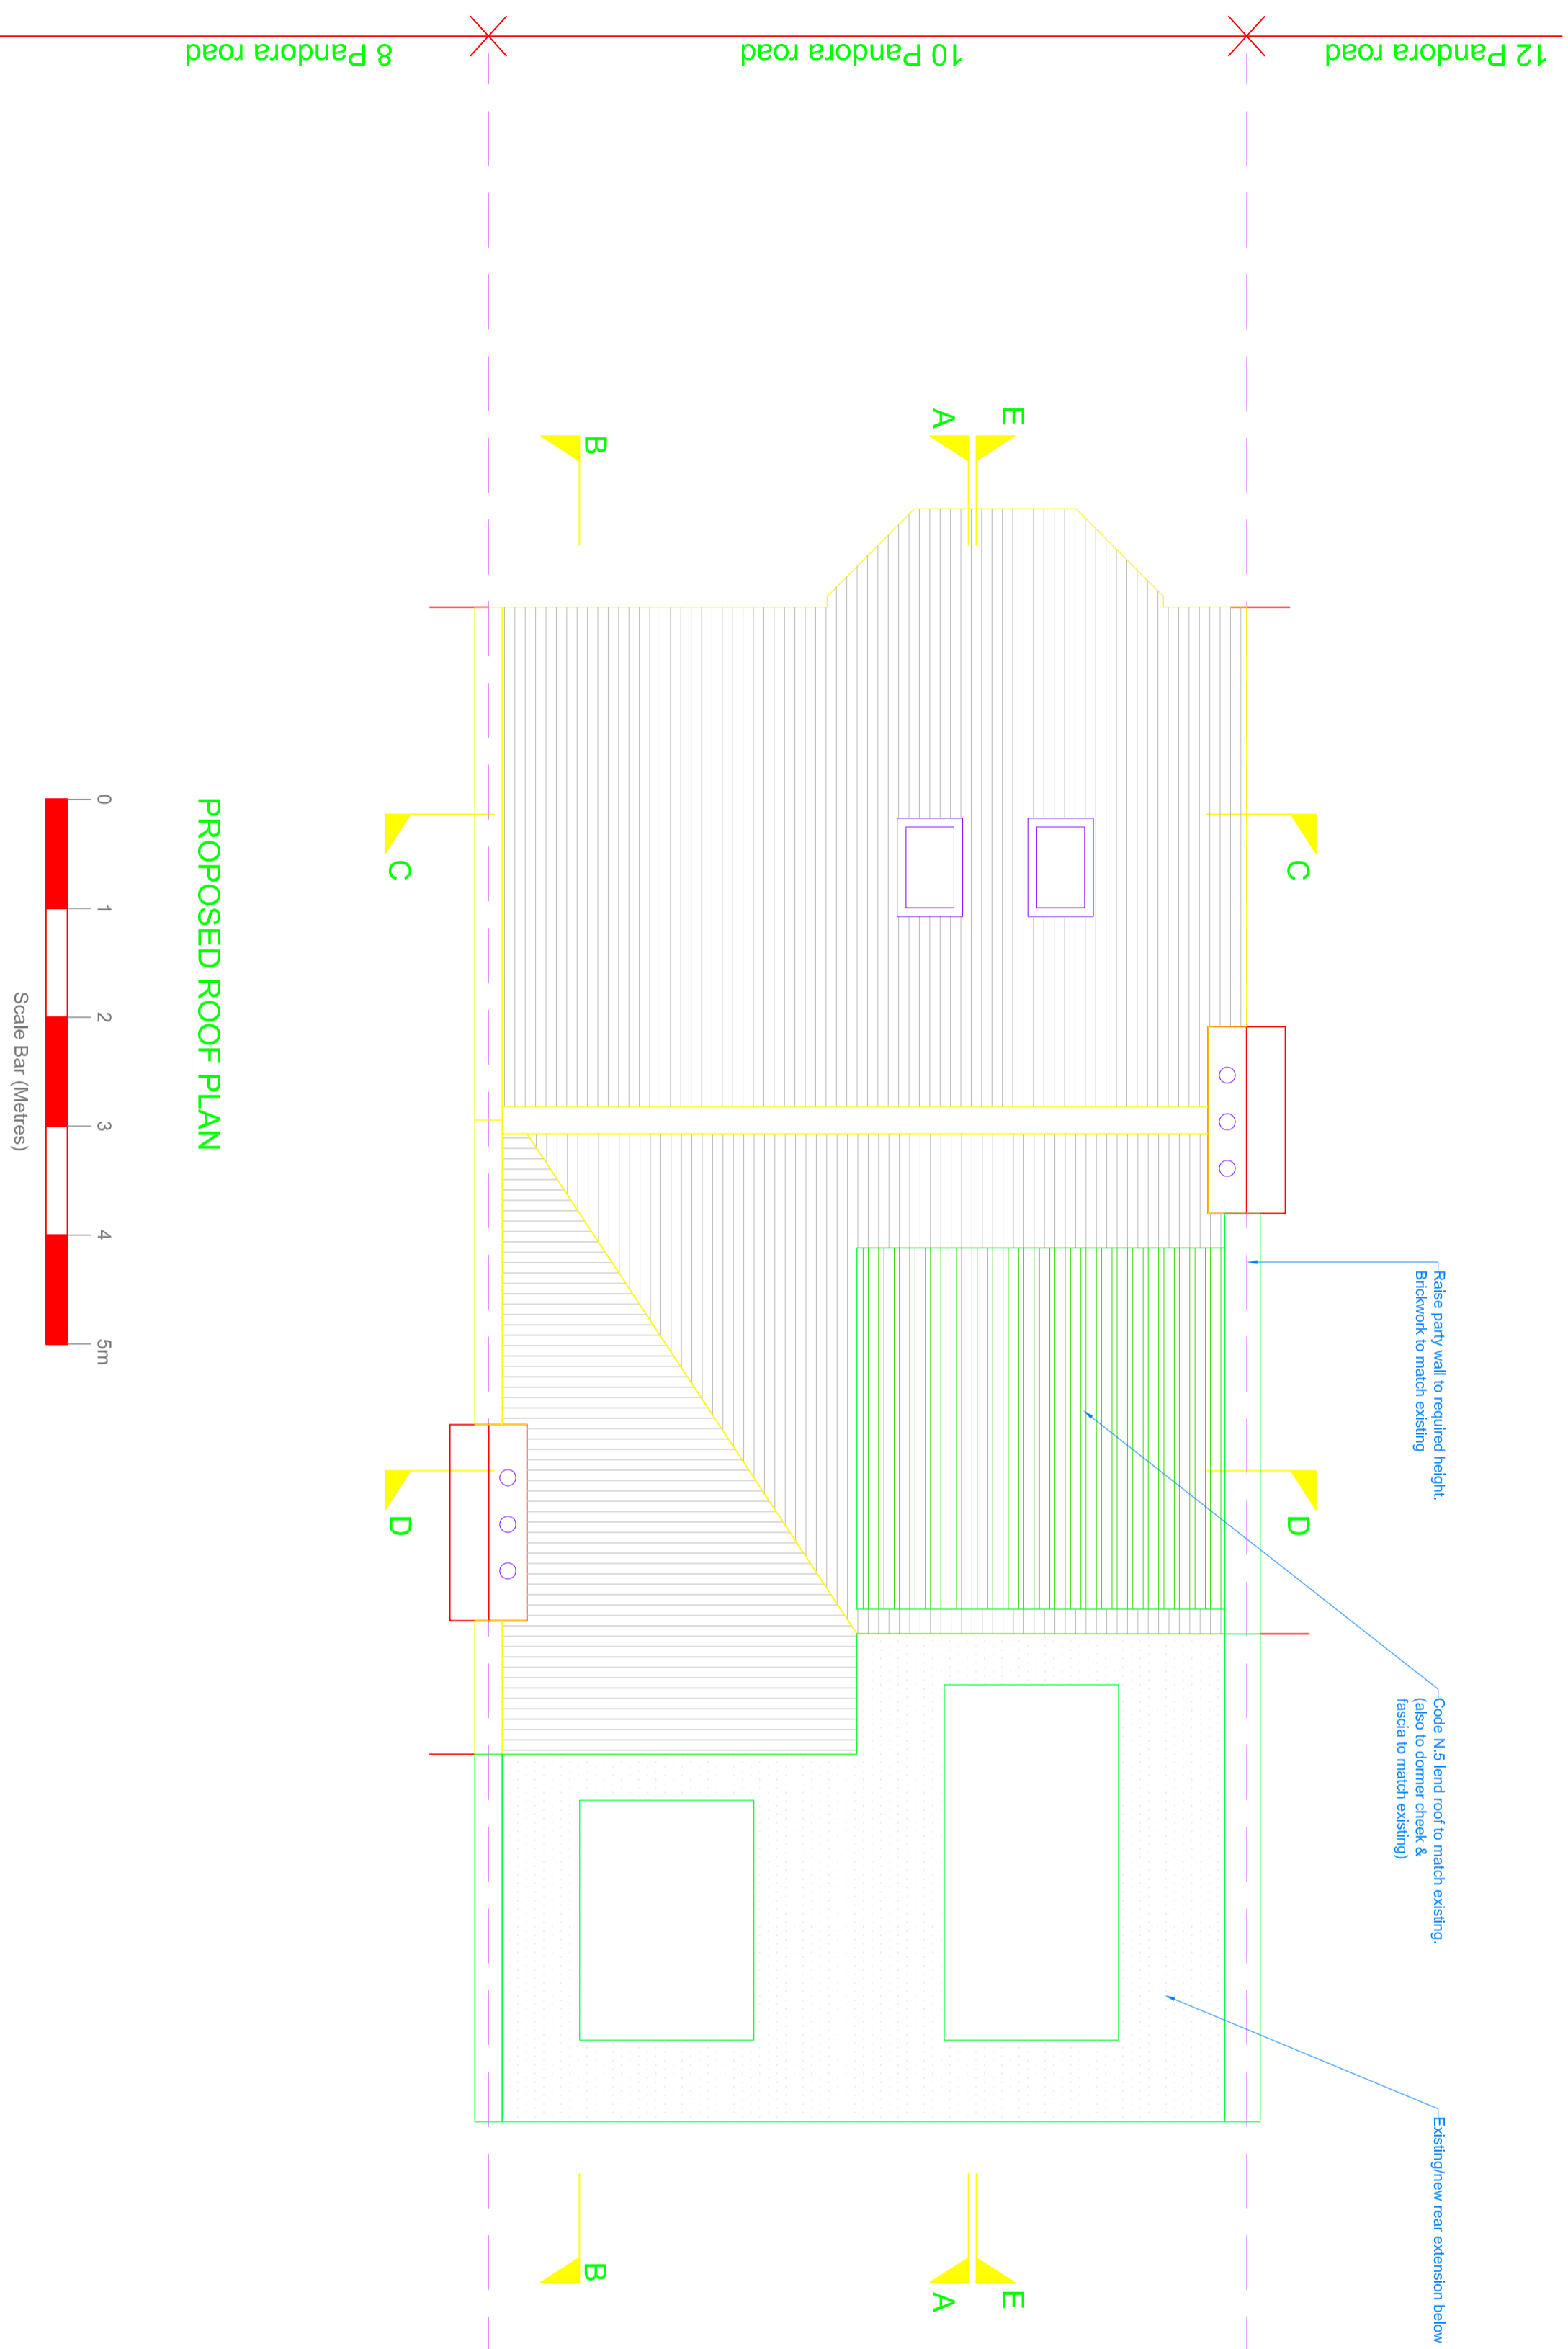 8 Pandora road
10 Pandora road
12 Pandora road
E
A
B
C
C
Raise party wall to required height.
Brickwork to match existing
D
D
Code N.5 lend roof to match existing.
(also to dormer cheek &
fascia to match existing)
Existing/new rear extension below
B
A
E
PROPOSED ROOF PLAN
0
1
2
3
4
5m
Scale Bar (Metres)